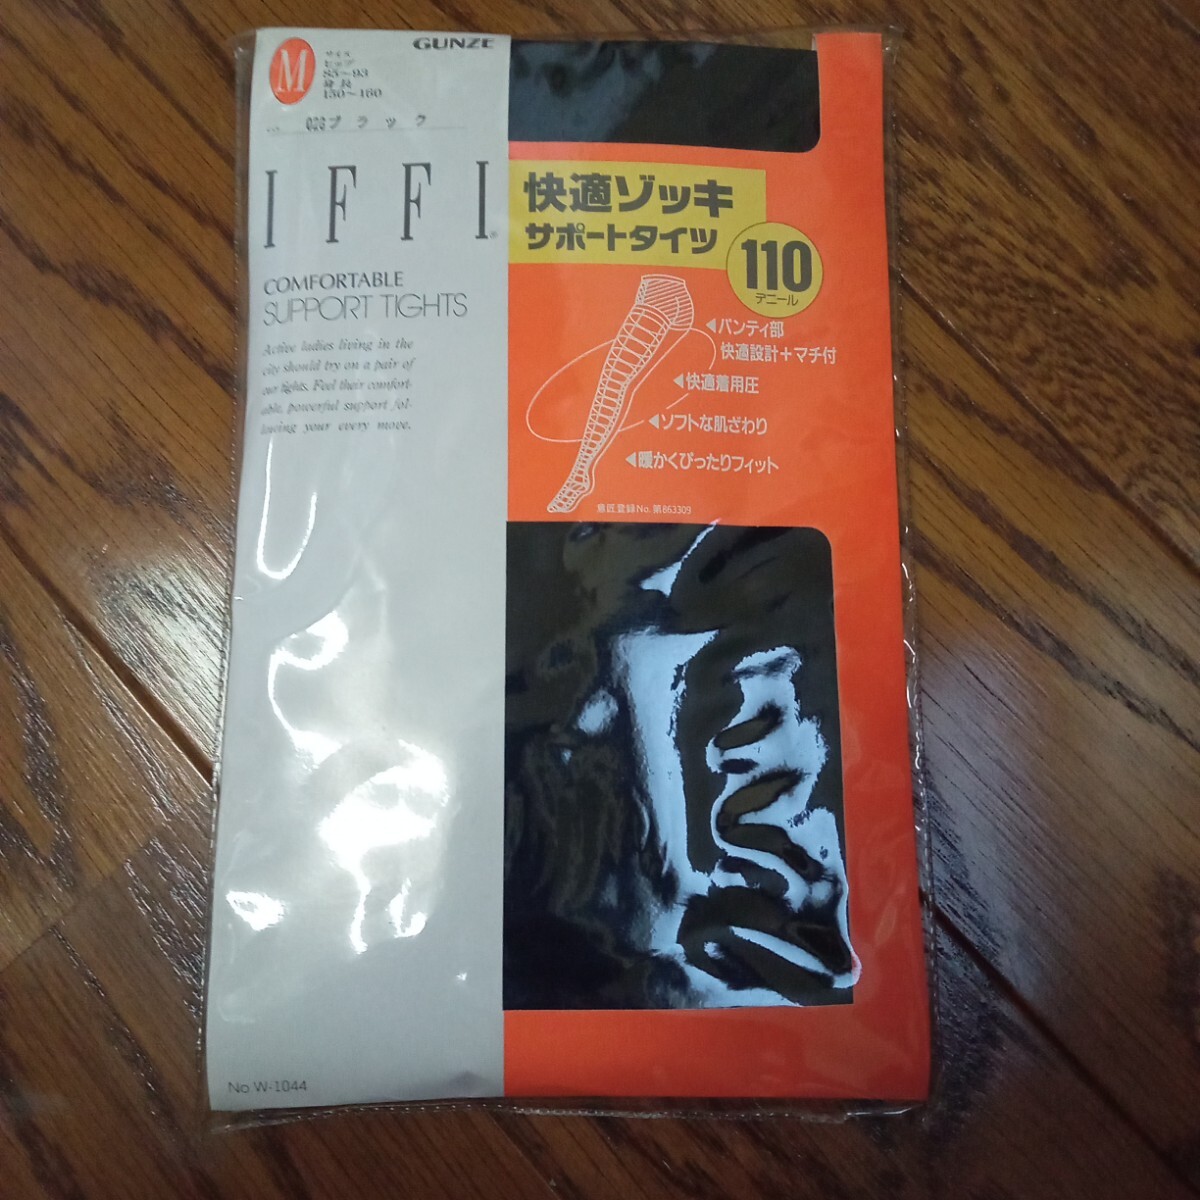 GUNZE
M
サイズ
ヒップ
85〜93
身長
150〜160
026ブラック
IFFI®
COMFORTABLE
SUPPORT TIGHTS
Active ladies living in the
city should try on a pair of
our tights. Feel their comfort-
able, powerful support fol-
lowing your every move.
No W-1044
快適ゾッキ
サポートタイツ
110
デニール
◀パンティ部
快適設計+マチ付
◀快適着用圧
◀ソフトな肌ざわり
◀暖かくぴったりフィット
意匠登録No.第863309